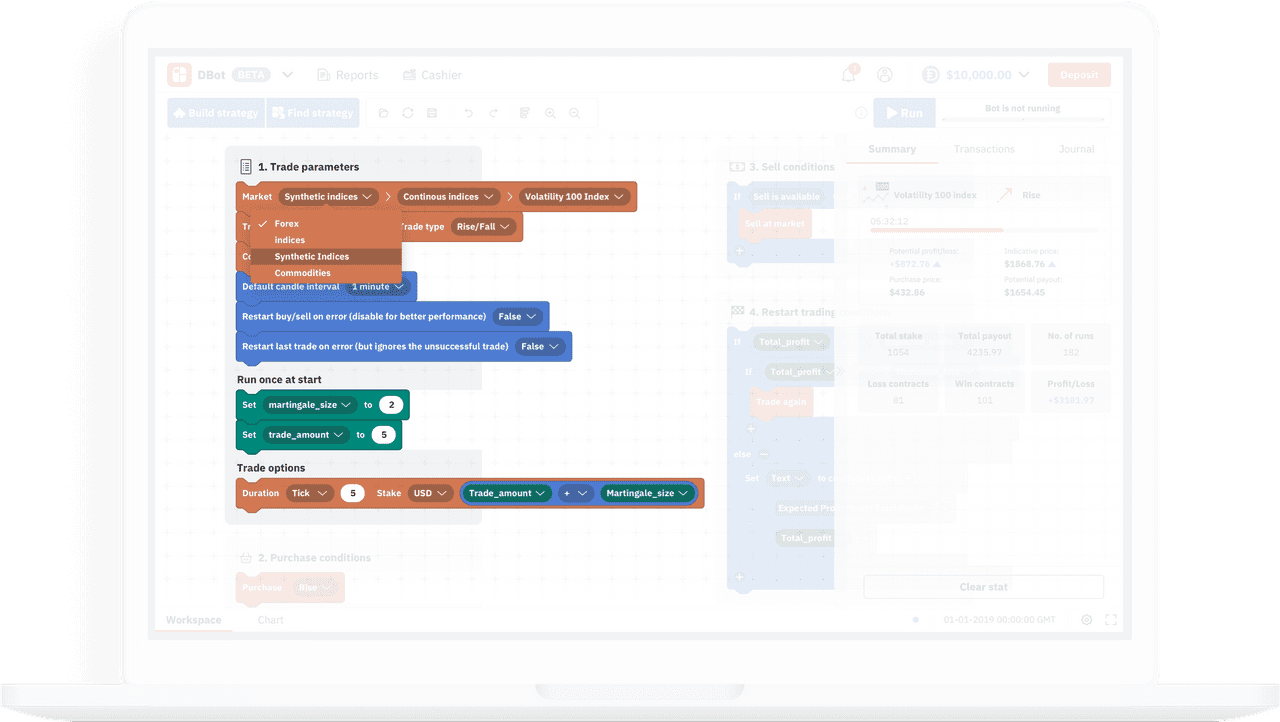 DBot BETA Reports Cashier 1 $10,000.00 Deposit
Build strategy Find strategy Run Bot is not running
Summary Transactions Journal
1. Trade parameters
Market Synthetic indices Continous indices Volatility 100 Index
Forex
indices
Synthetic Indices
Commodities
Trade type Rise/Fall
Default candle interval 1 minute
Restart buy/sell on error (disable for better performance) False
Restart last trade on error (but ignores the unsuccessful trade) False
Run once at start
Set martingale_size to 2
Set trade_amount to 5
Trade options
Duration Tick 5 Stake USD Trade_amount + Martingale_size
2. Purchase conditions
Purchase Rise
3. Sell conditions
If Sell is available
Sell at market
4. Restart trading
If Total_profit
If Total_profit
Trade again
else
Set Text to
Expected
Total_profit
Volatility 100 Index Rise
05:32:12
Potential profit/loss: Indicative price:
+$872.76 $1868.76
Purchase price: Potential payout:
$432.86 $1654.45
Total stake Total payout No. of runs
1054 4235.97 182
Loss contracts Win contracts Profit/Loss
81 101 +$3181.97
Clear stat
Workspace Chart 01-01-2019 00:00:00 GMT